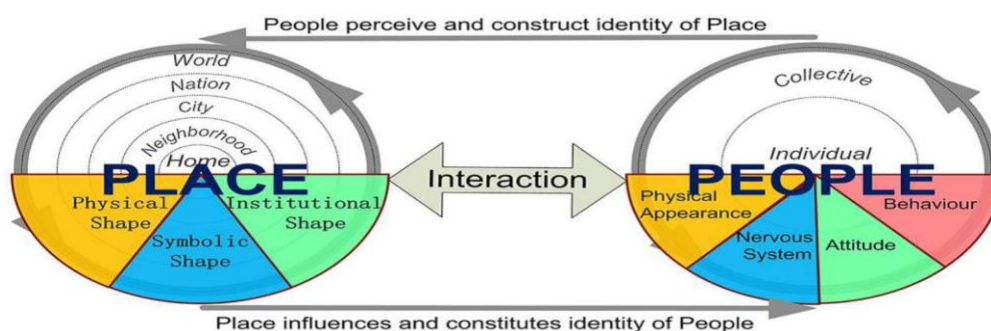 People perceive and construct identity of Place
World
Nation
City
Neighborhood
Home
PLACE
Physical
Shape
Symbolic
Shape
Institutional
Shape
Interaction
Collective
Individual
PEOPLE
Physical
Appearance
Nervous
System
Attitude
Behaviour
Place influences and constitutes identity of People